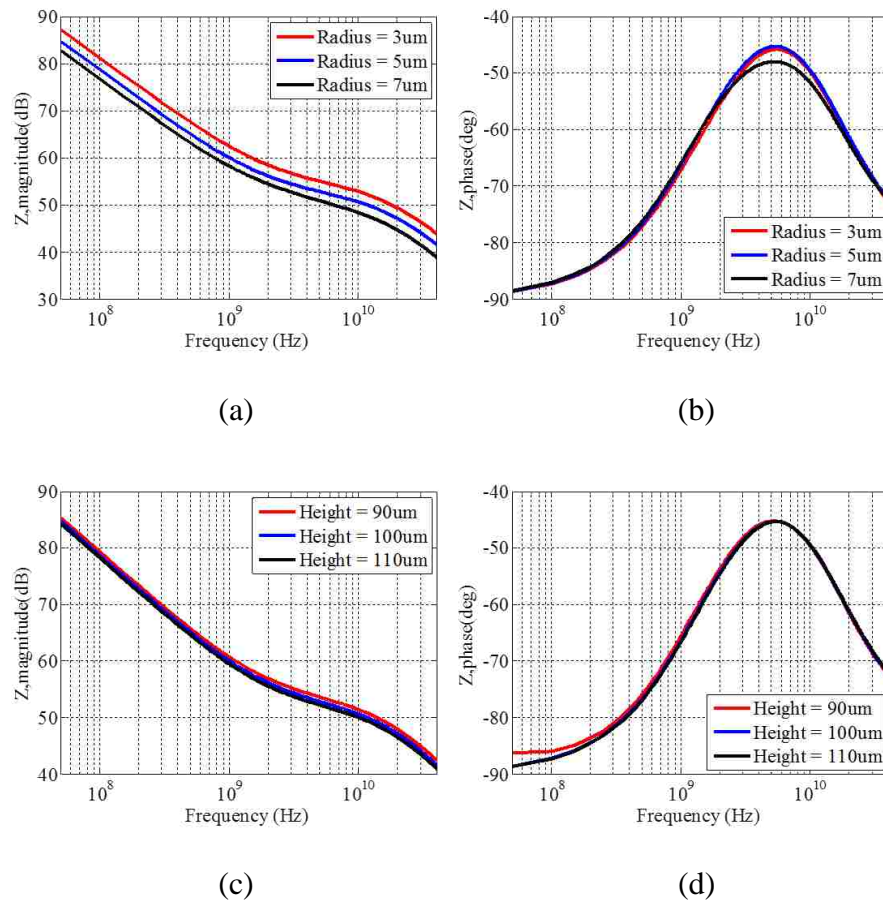 90
80
70
60
50
40
30
Z,magnitude(dB)
Radius = 3um
Radius = 5um
Radius = 7um
10^8
10^9
10^10
Frequency (Hz)
(a)
-40
-50
-60
-70
-80
-90
Z,phase(deg)
Radius = 3um
Radius = 5um
Radius = 7um
10^8
10^9
10^10
Frequency (Hz)
(b)
90
80
70
60
50
40
Z,magnitude(dB)
Height = 90um
Height = 100um
Height = 110um
10^8
10^9
10^10
Frequency (Hz)
(c)
-40
-50
-60
-70
-80
-90
Z,phase(deg)
Height = 90um
Height = 100um
Height = 110um
10^8
10^9
10^10
Frequency (Hz)
(d)